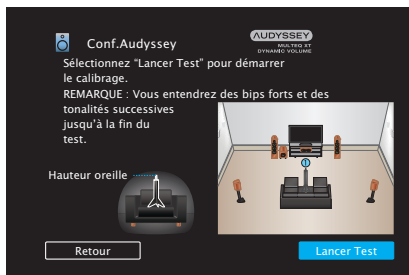 Conf.Audyssey
AUDYSSEY
MULTEQ XT
DYNAMIC VOLUME
Sélectionnez “Lancer Test” pour démarrer
le calibrage.
REMARQUE : Vous entendrez des bips forts et des
tonalités successives
jusqu’à la fin du
test.
Hauteur oreille
1
Retour
Lancer Test